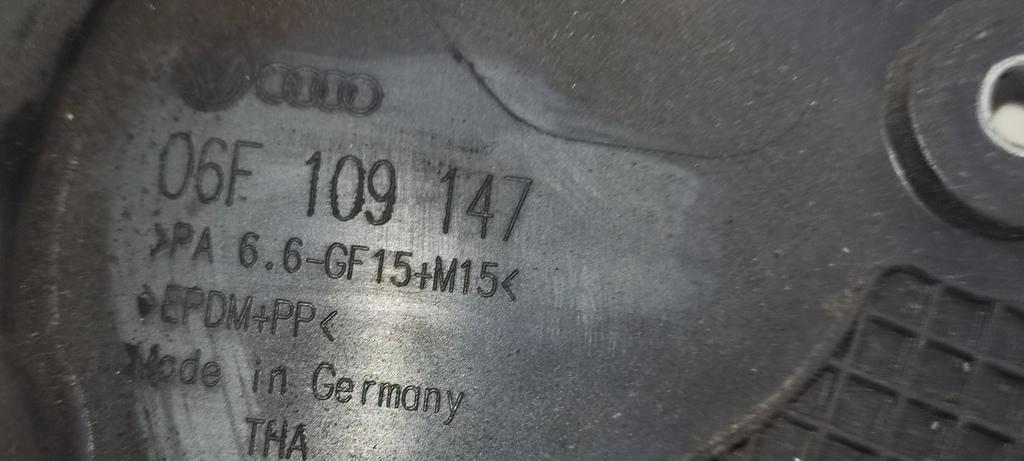 06F 109 147
>PA 6.6-GF15+M15<
>EPDM+PP<
Made in Germany
THA